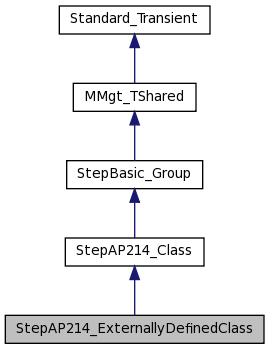 Standard_Transient
MMgt_TShared
StepBasic_Group
StepAP214_Class
StepAP214_ExternallyDefinedClass